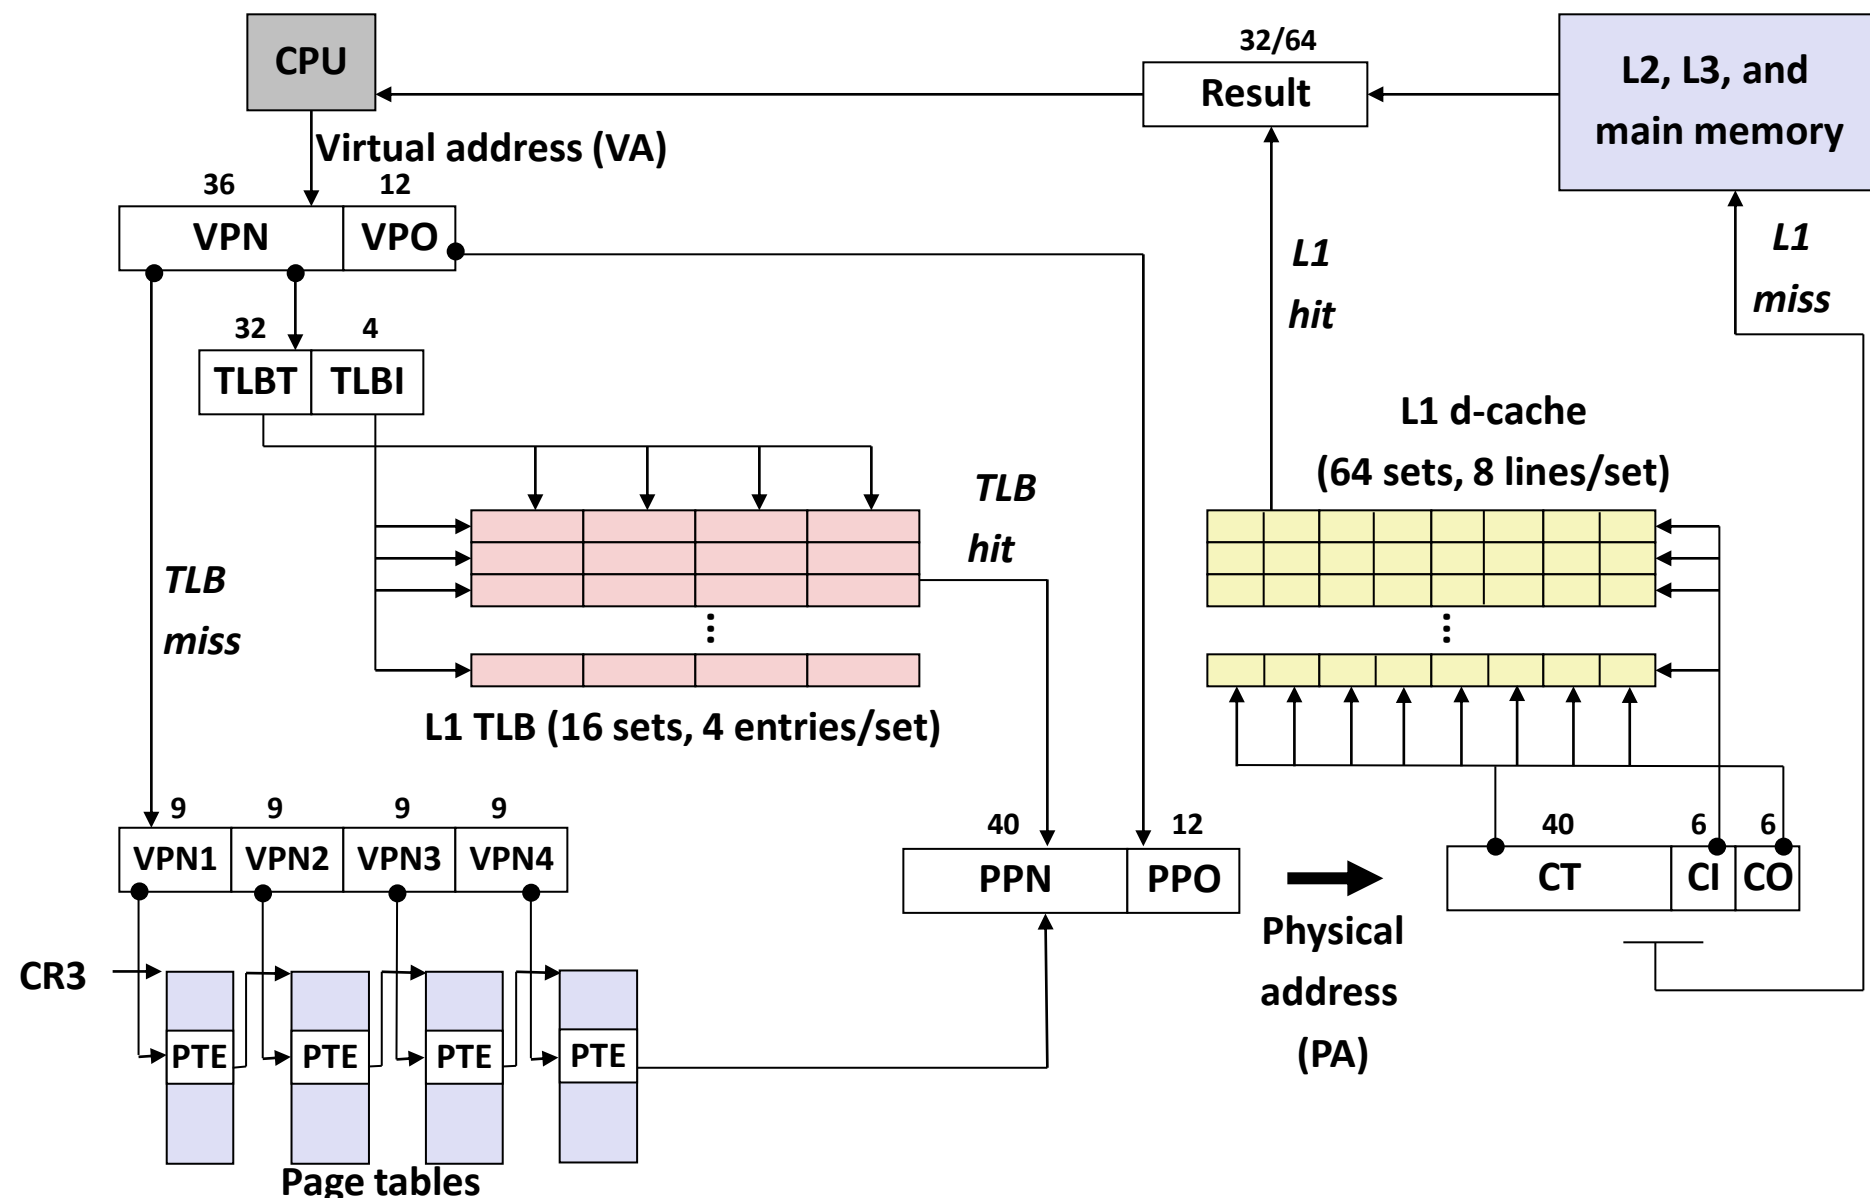 CPU
32/64
Result
L2, L3, and
main memory
Virtual address (VA)
36
12
VPN
VPO
L1
hit
L1
miss
32
4
TLBT
TLBI
L1 d-cache
(64 sets, 8 lines/set)
TLB
hit
TLB
miss
...
...
L1 TLB (16 sets, 4 entries/set)
9
9
9
9
VPN1
VPN2
VPN3
VPN4
40
12
PPN
PPO
40
6
6
CT
CI
CO
Physical
address
(PA)
CR3
PTE
PTE
PTE
PTE
Page tables